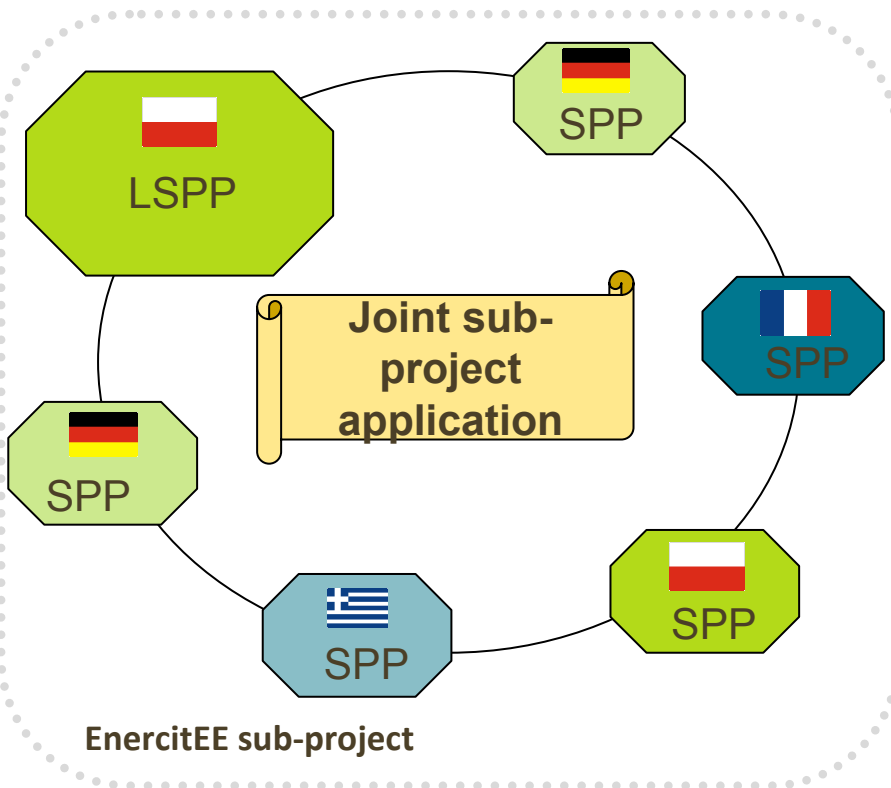 SPP
LSPP
Joint sub-
project
application
SPP
SPP
SPP
SPP
EnercitEE sub-project